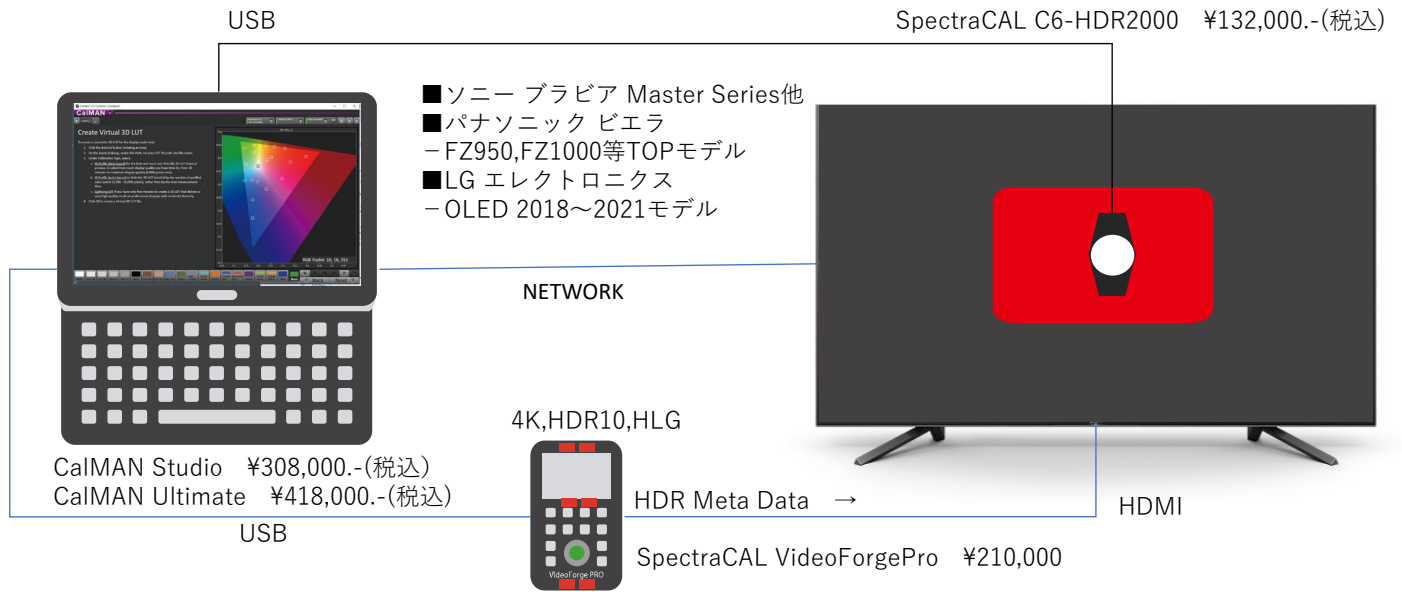 USB
SpectraCAL C6-HDR2000 ¥132,000.-(税込)
■ソニー ブラビア Master Series他
■パナソニック ビエラ
－FZ950,FZ1000等TOPモデル
■LG エレクトロニクス
－OLED 2018～2021モデル
CalMAN
Create Virtual 3D LUT
RGB Triplet: 16, 16, 253
NETWORK
4K,HDR10,HLG
CalMAN Studio ¥308,000.-(税込)
CalMAN Ultimate ¥418,000.-(税込)
HDR Meta Data →
HDMI
USB
SpectraCAL VideoForgePro ¥210,000
VideoForge PRO